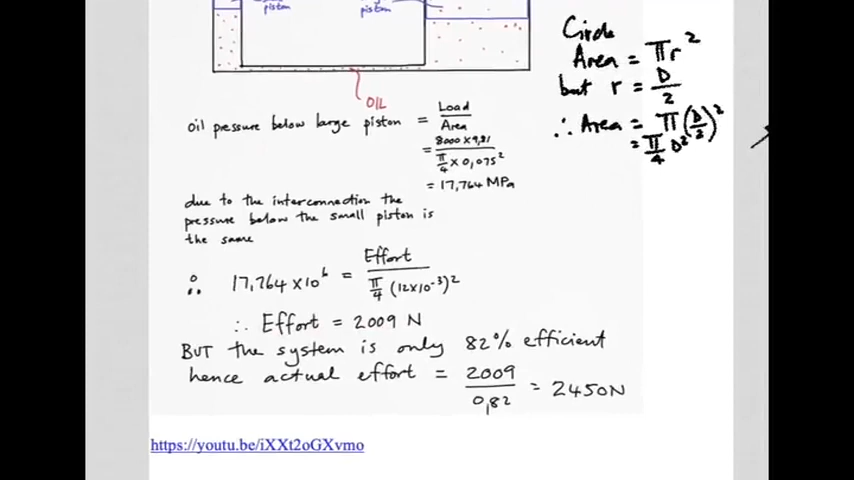 piston
piston
OIL
oil pressure below large piston = Load / Area
= 8000 × 9,81 / π/4 × 0,075²
= 17,764 MPa
due to the interconnection the
pressure below the small piston is
the same
∴ 17,764 × 10⁶ = Effort / π/4 (12×10⁻³)²
∴ Effort = 2009 N
BUT the system is only 82% efficient
hence actual effort = 2009 / 0,82 = 2450N
https://youtu.be/iXXt2oGXvmo
Circle
Area = πr²
but r = D/2
∴ Area = π(D/2)²
= π/4 D²